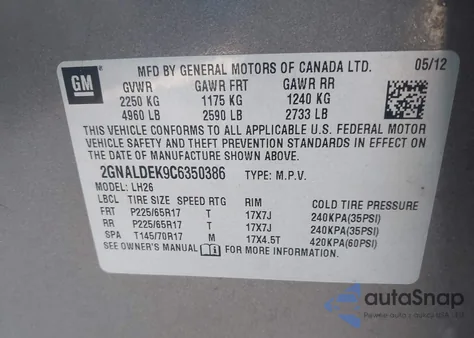 GM
MFD BY GENERAL MOTORS OF CANADA LTD. 05/12
GVWR GAWR FRT GAWR RR
2250 KG 1175 KG 1240 KG
4960 LB 2590 LB 2733 LB
THIS VEHICLE CONFORMS TO ALL APPLICABLE U.S. FEDERAL MOTOR
VEHICLE SAFETY AND THEFT PREVENTION STANDARDS IN EFFECT ON
THE DATE OF MANUFACTURE SHOWN ABOVE.
2GNALDEK9C6350386 TYPE: M.P.V.
MODEL: LH26
LBCL TIRE SIZE SPEED RTG RIM COLD TIRE PRESSURE
FRT P225/65R17 T 17X7J 240KPA(35PSI)
RR P225/65R17 T 17X7J 240KPA(35PSI)
SPA T145/70R17 M 17X4.5T 420KPA(60PSI)
SEE OWNER'S MANUAL FOR MORE INFORMATION.
autoSnap